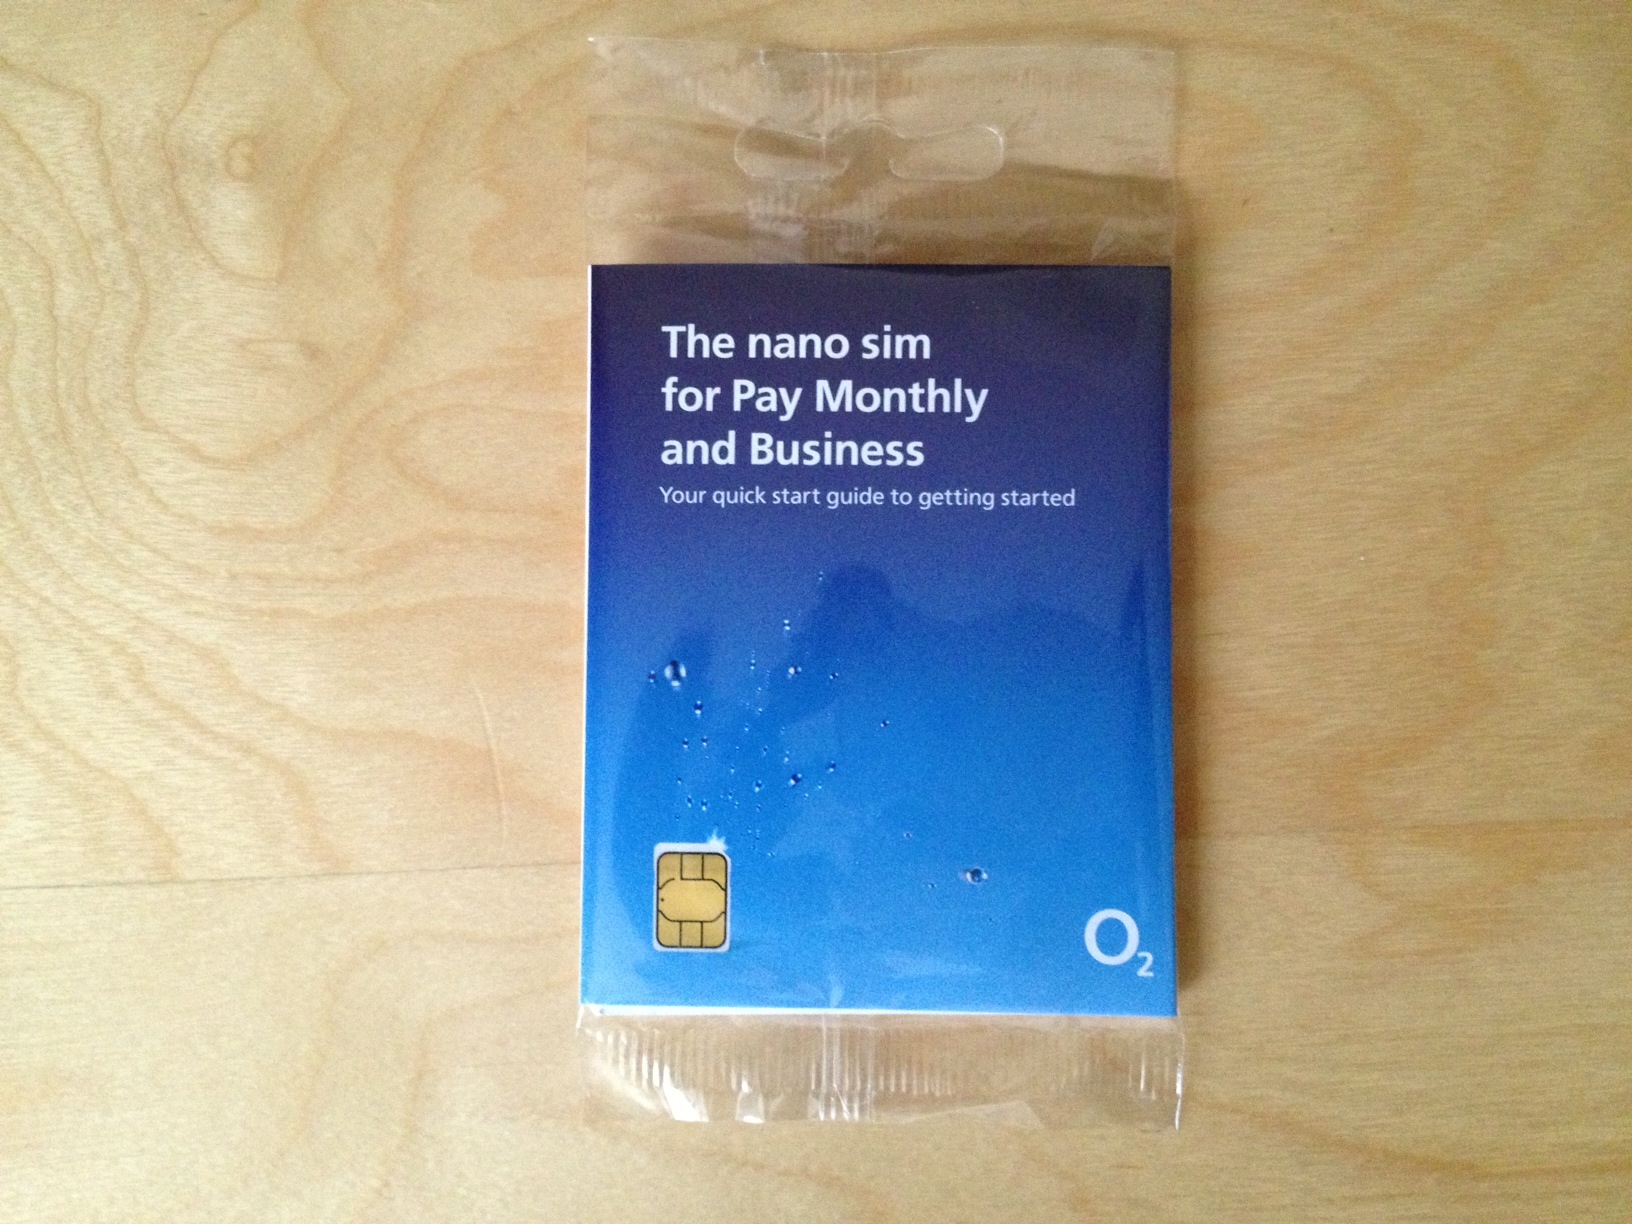 The nano sim
for Pay Monthly
and Business
Your quick start guide to getting started
O2